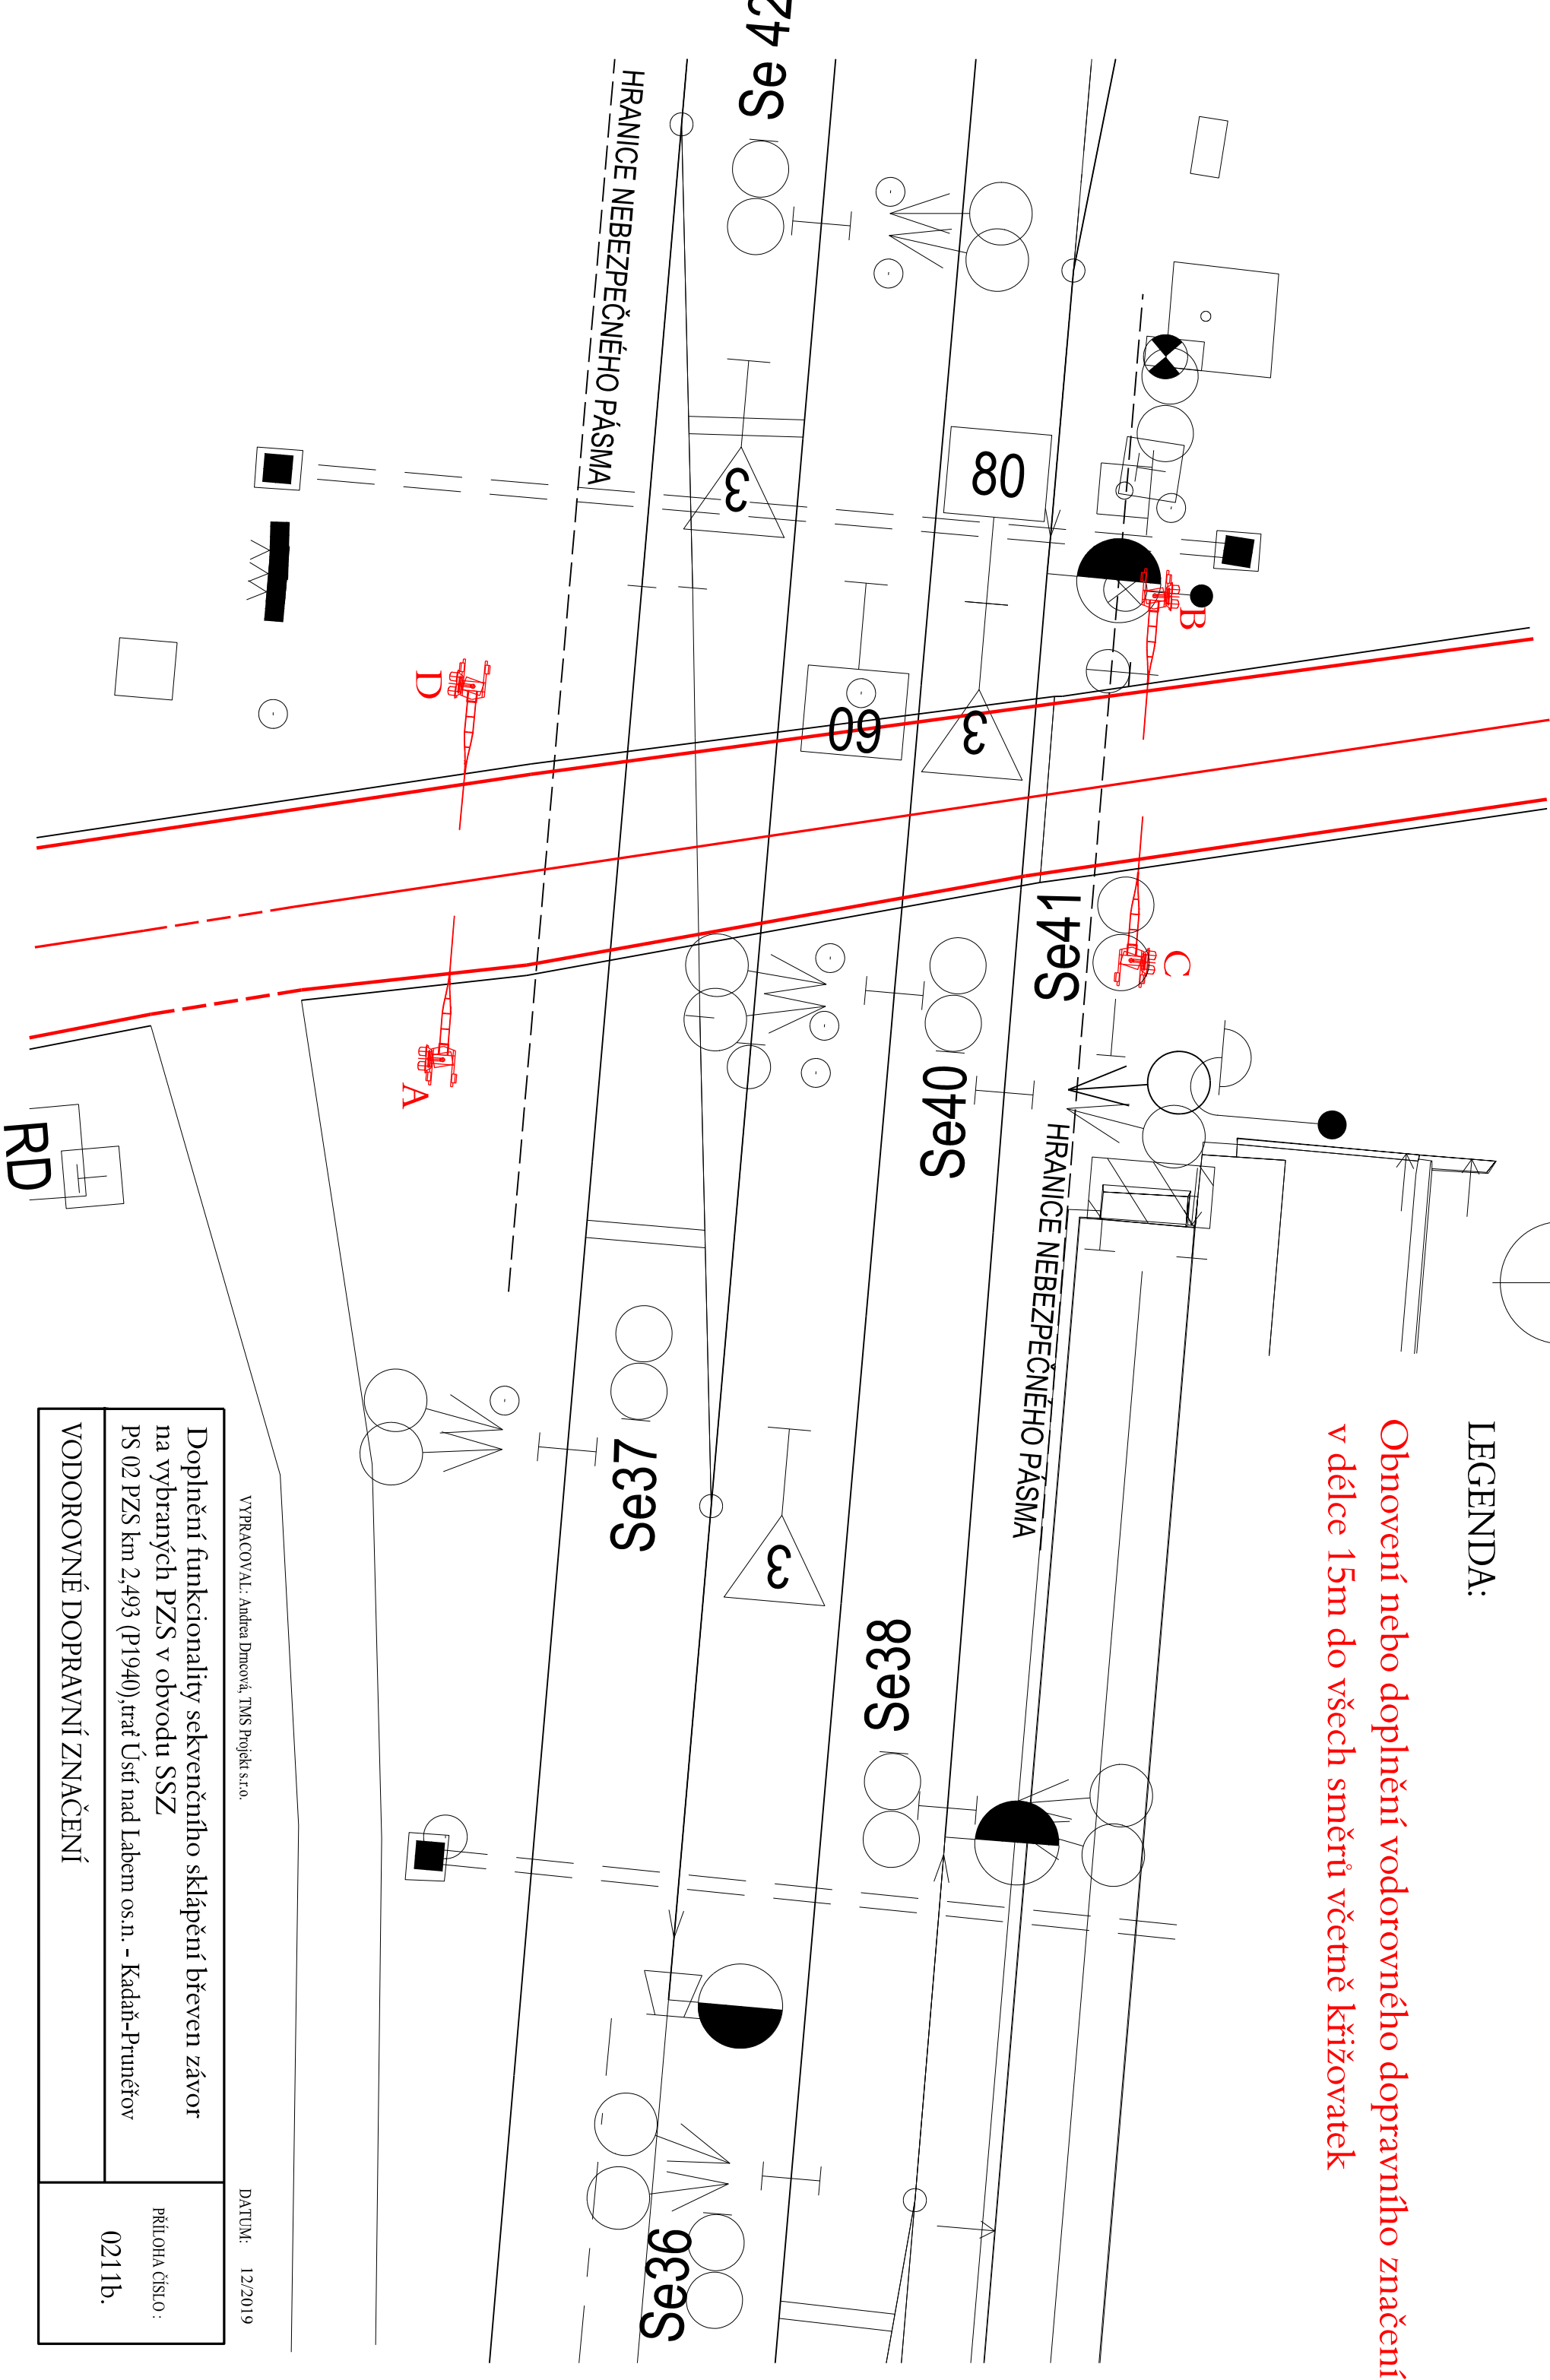 LEGENDA:
Obnovení nebo doplnění vodorovného dopravního značení
v délce 15m do všech směrů včetně křižovatek
B
C
D
A
HRANICE NEBEZPEČNÉHO PÁSMA
HRANICE NEBEZPEČNÉHO PÁSMA
Se 42
80
3
60
3
Se41
Se40
3
Se37
Se38
Se36
RD
VYPRACOVAL: Andrea Drncová, TMS Projekt s.r.o.
DATUM: 12/2019
Doplnění funkcionality sekvenčního sklápění břeven závor
na vybraných PZS v obvodu SSZ
PS 02 PZS km 2,493 (P1940),trať Ústí nad Labem os.n. - Kadaň-Prunéřov
VODOROVNÉ DOPRAVNÍ ZNAČENÍ
PŘÍLOHA ČÍSLO :
0211b.